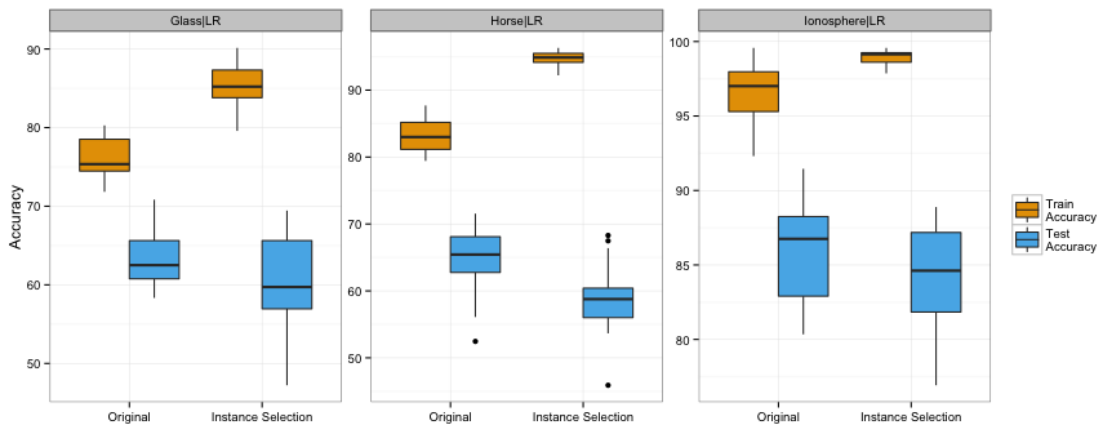 Glass|LR
Horse|LR
Ionosphere|LR
Accuracy
90
80
70
60
50
90
80
70
60
50
100
95
90
85
80
Original
Instance Selection
Original
Instance Selection
Original
Instance Selection
Train
Accuracy
Test
Accuracy